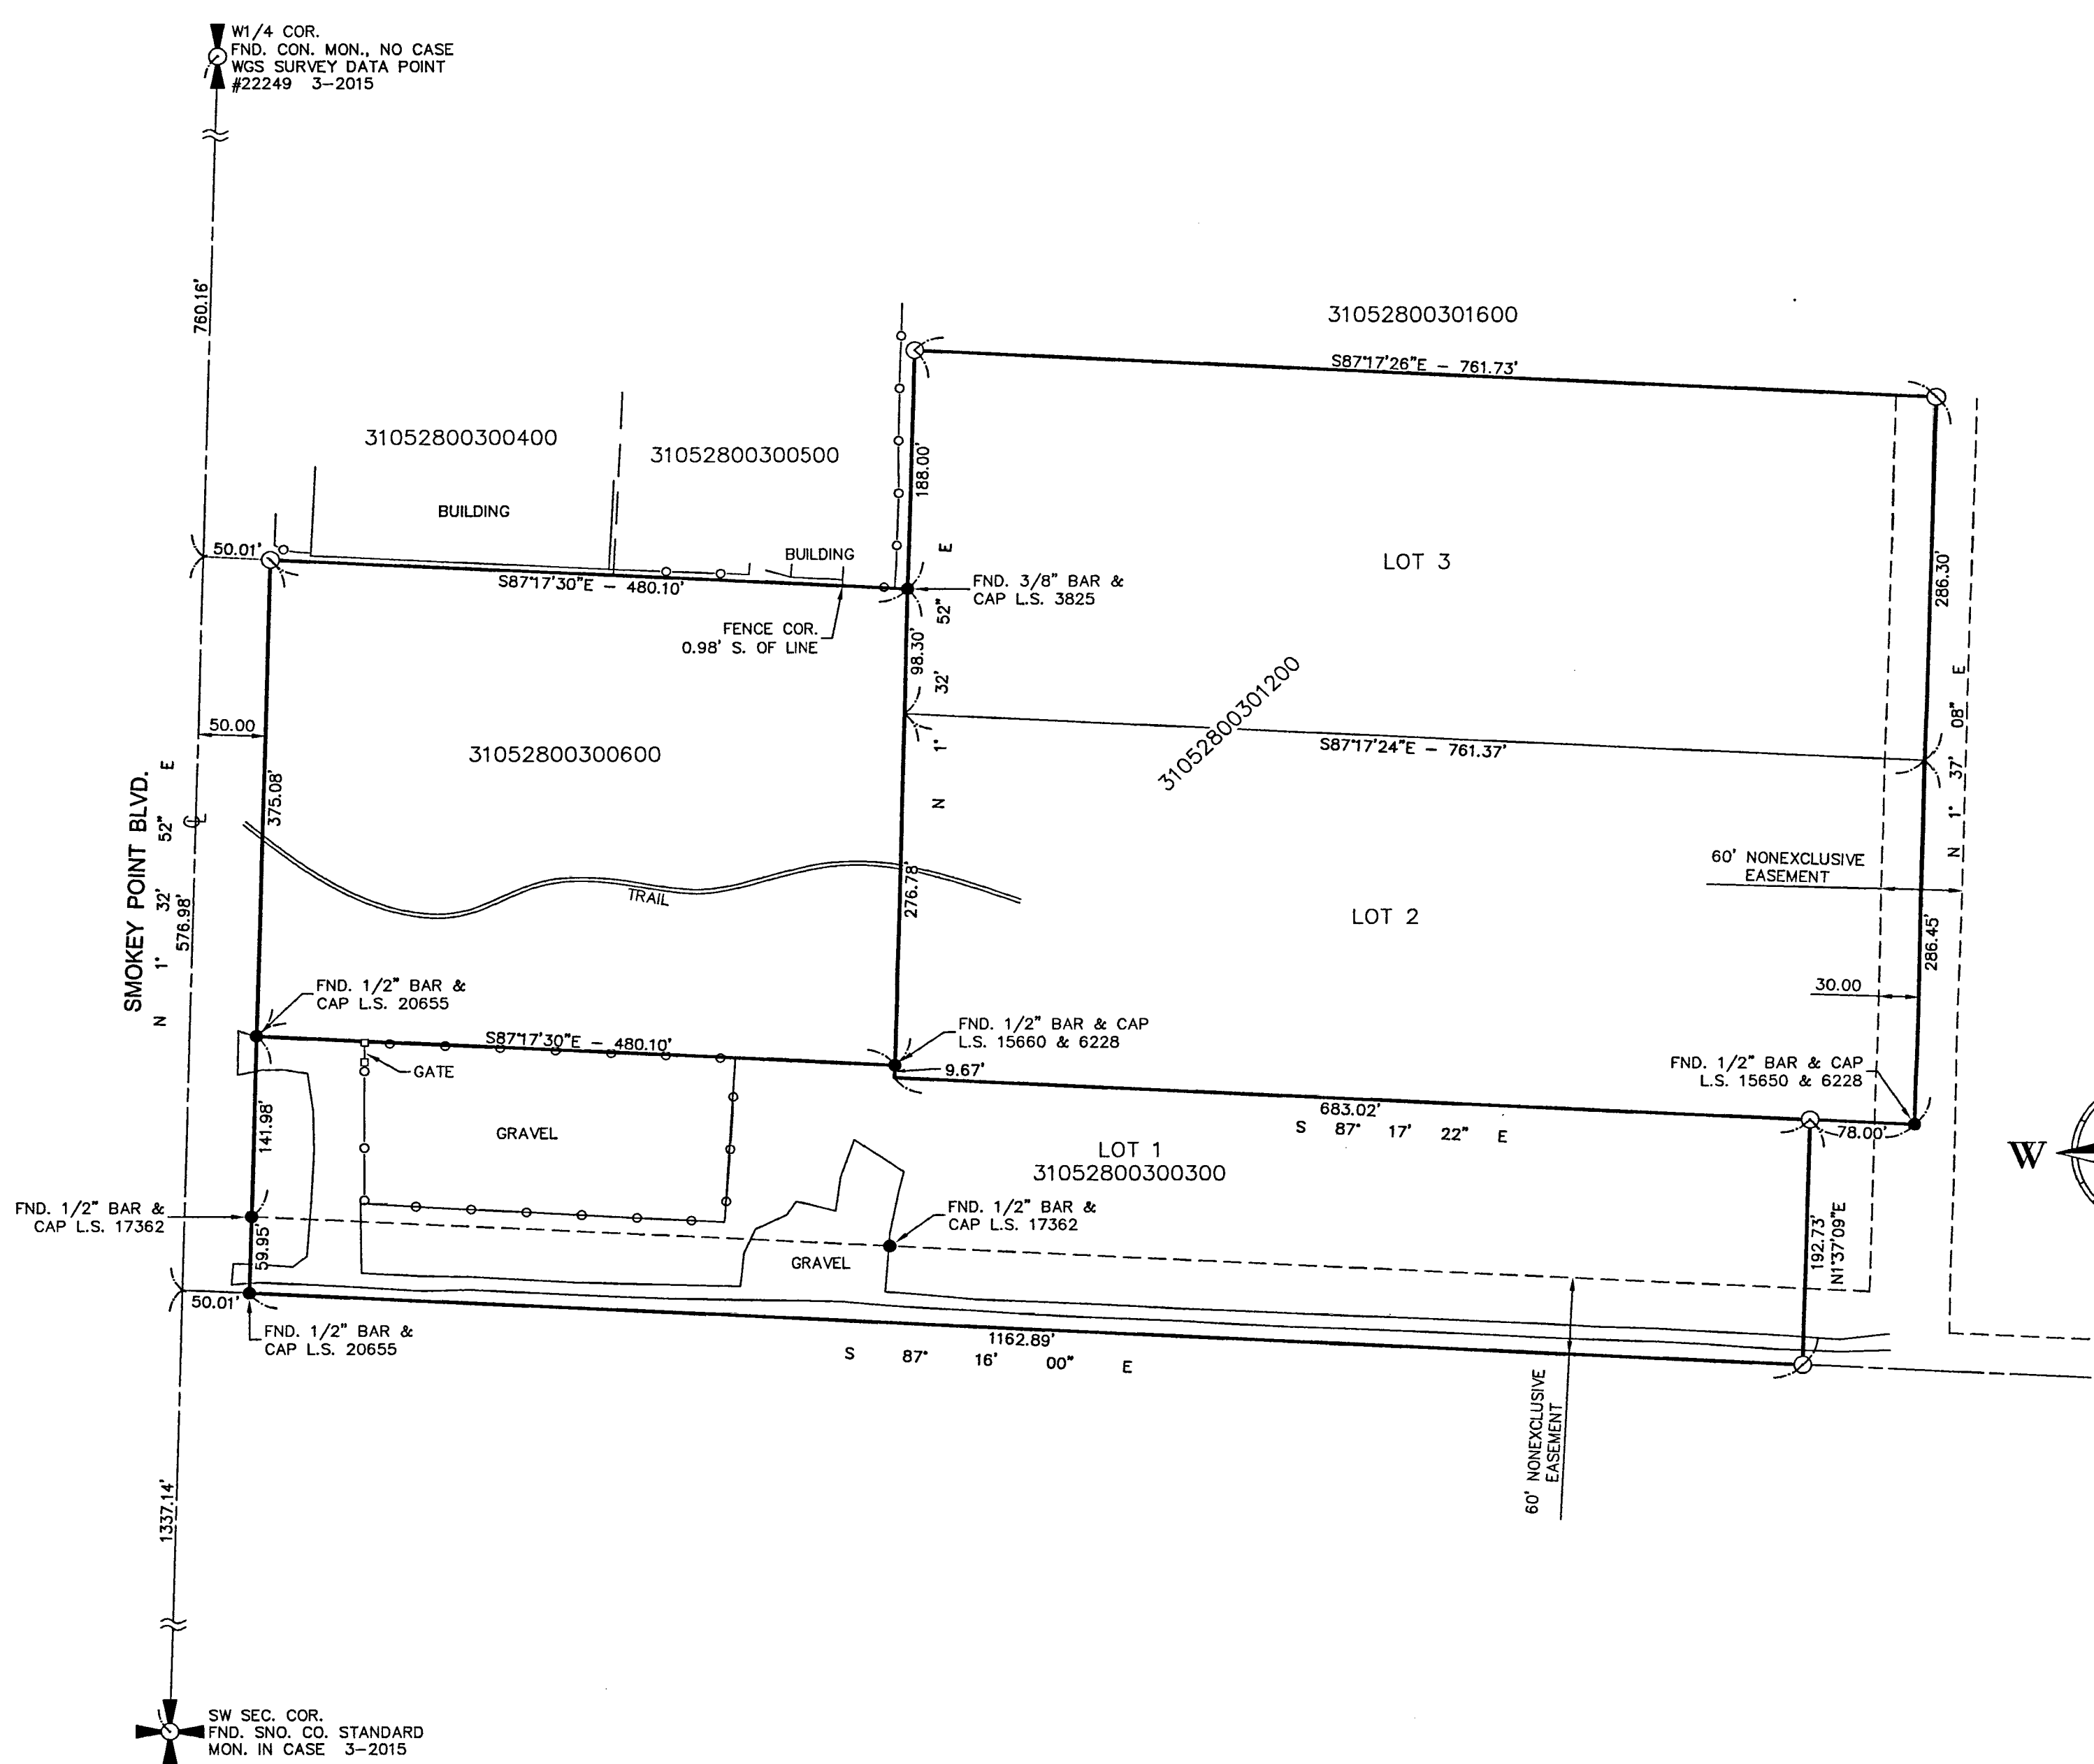 W1/4 COR.
FND. CON. MON., NO CASE
WGS SURVEY DATA POINT
#22249 3-2015
760.16'
31052800301600
S87°17'26"E – 761.73'
31052800300400
31052800300500
188.00'
BUILDING
BUILDING
50.01'
S87°17'30"E – 480.10'
FND. 3/8" BAR &
CAP L.S. 3825
LOT 3
286.30'
FENCE COR.
0.98' S. OF LINE
98.30'
N 1° 32' 52" E
50.00
31052800300600
31052800301200
S87°17'24"E – 761.37'
N 1° 37' 08" E
375.08'
SMOKEY POINT BLVD.
N 1° 32' 52" E
576.98'
TRAIL
276.78'
60' NONEXCLUSIVE
EASEMENT
LOT 2
286.45'
30.00
FND. 1/2" BAR &
CAP L.S. 20655
S87°17'30"E – 480.10'
FND. 1/2" BAR & CAP
L.S. 15660 & 6228
9.67'
FND. 1/2" BAR & CAP
L.S. 15650 & 6228
GATE
683.02'
S 87° 17' 22" E
78.00'
141.98'
GRAVEL
LOT 1
31052800300300
W
FND. 1/2" BAR &
CAP L.S. 17362
FND. 1/2" BAR &
CAP L.S. 17362
59.95'
GRAVEL
192.73'
N1°37'09"E
50.01'
FND. 1/2" BAR &
CAP L.S. 20655
1162.89'
S 87° 16' 00" E
60' NONEXCLUSIVE
EASEMENT
1337.14'
SW SEC. COR.
FND. SNO. CO. STANDARD
MON. IN CASE 3-2015